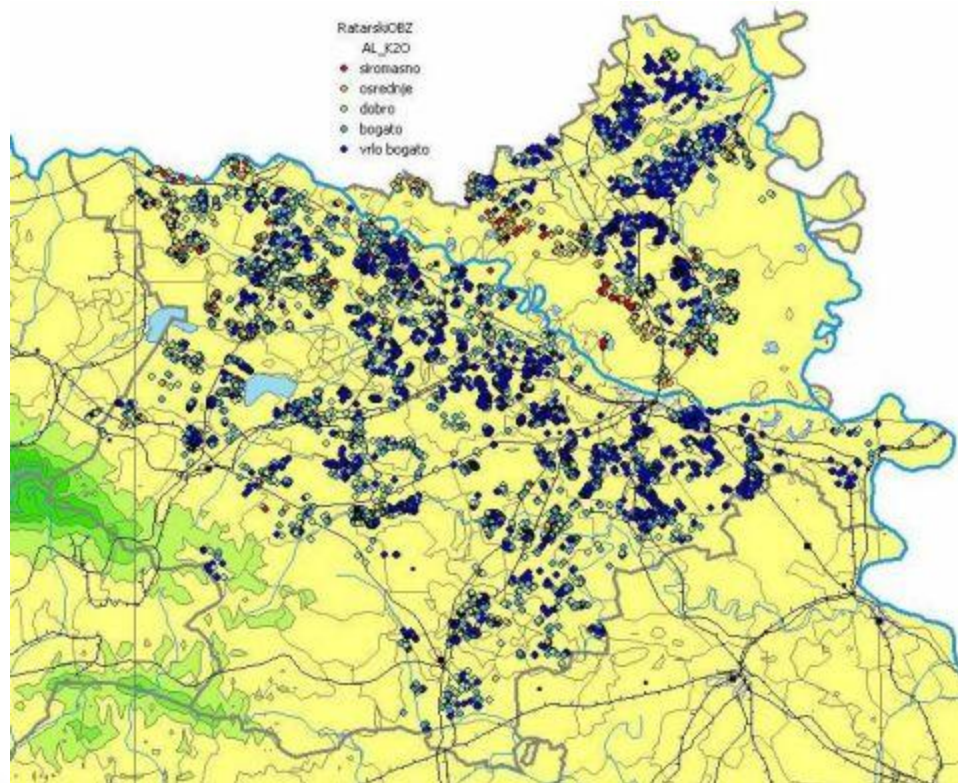 RatarskiOBZ
AL_K2O
siromasno
osrednje
dobro
bogato
vrlo bogato